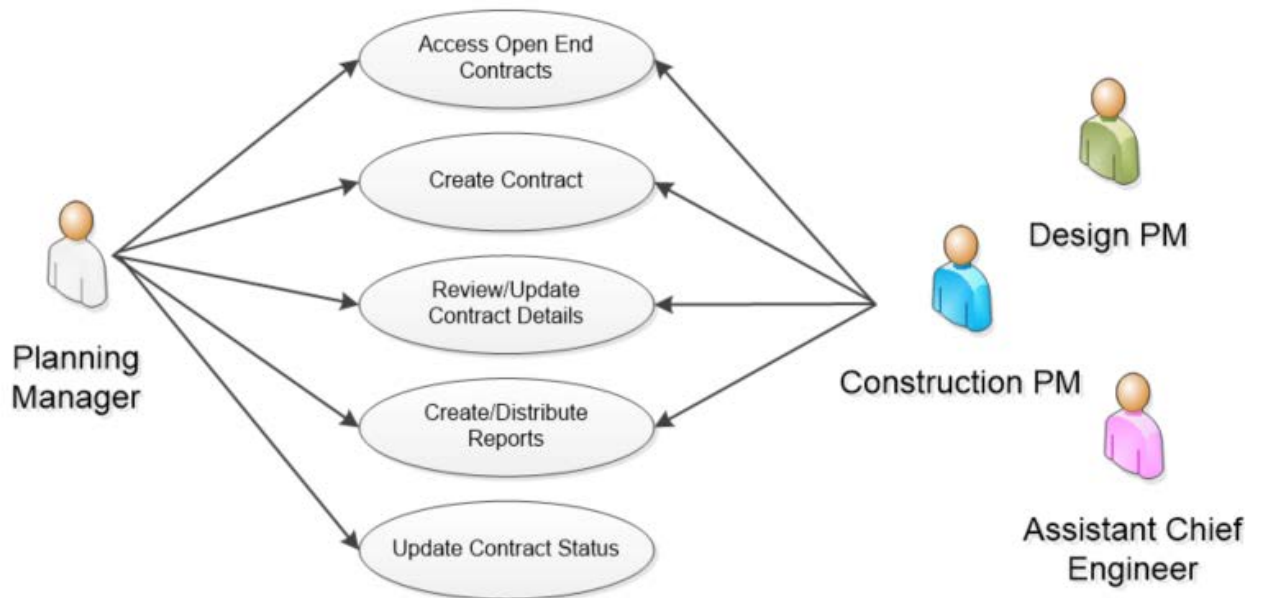 Access Open End
Contracts
Create Contract
Review/Update
Contract Details
Create/Distribute
Reports
Update Contract Status
Planning
Manager
Design PM
Construction PM
Assistant Chief
Engineer